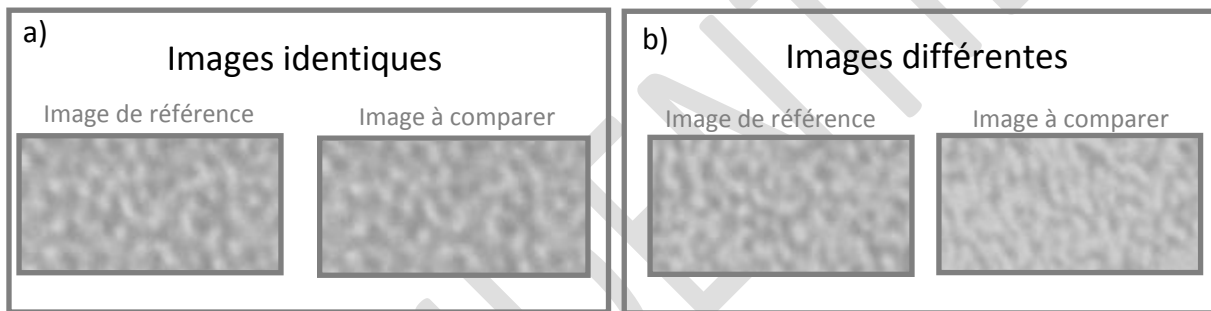 a)
Images identiques
Image de référence
Image à comparer
b)
Images différentes
Image de référence
Image à comparer